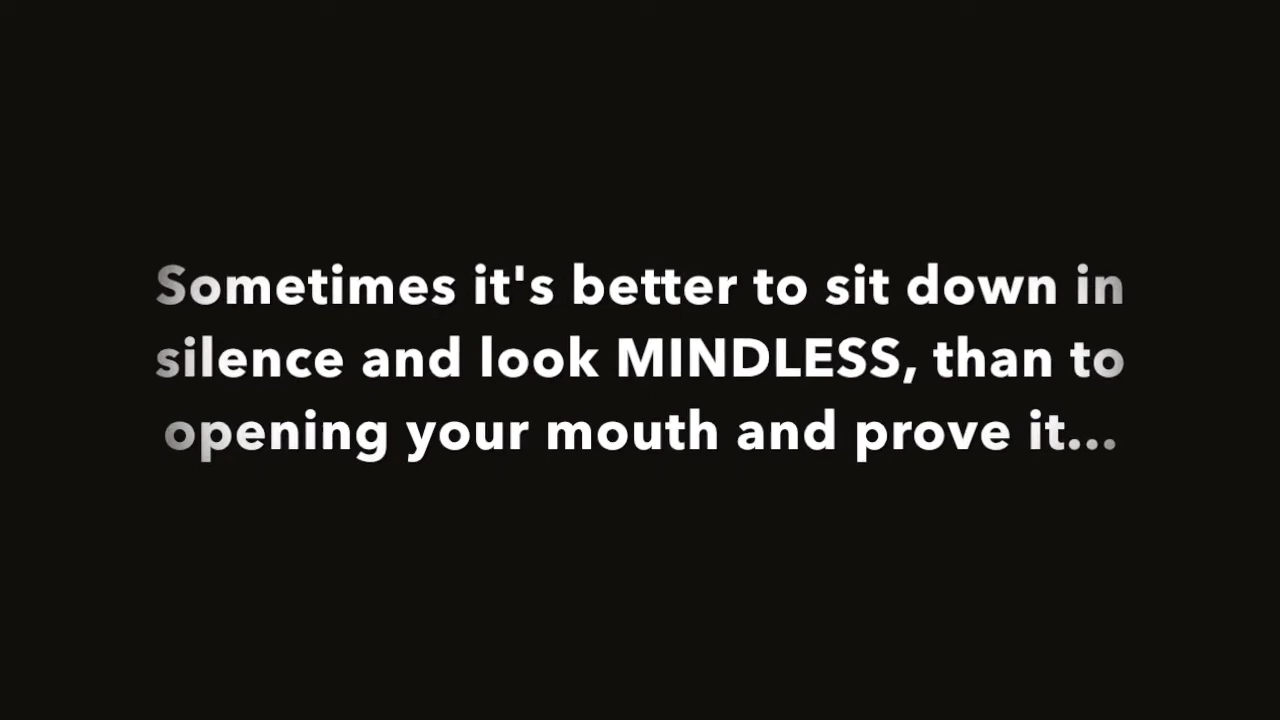 Sometimes it's better to sit down in
silence and look MINDLESS, than to
opening your mouth and prove it...